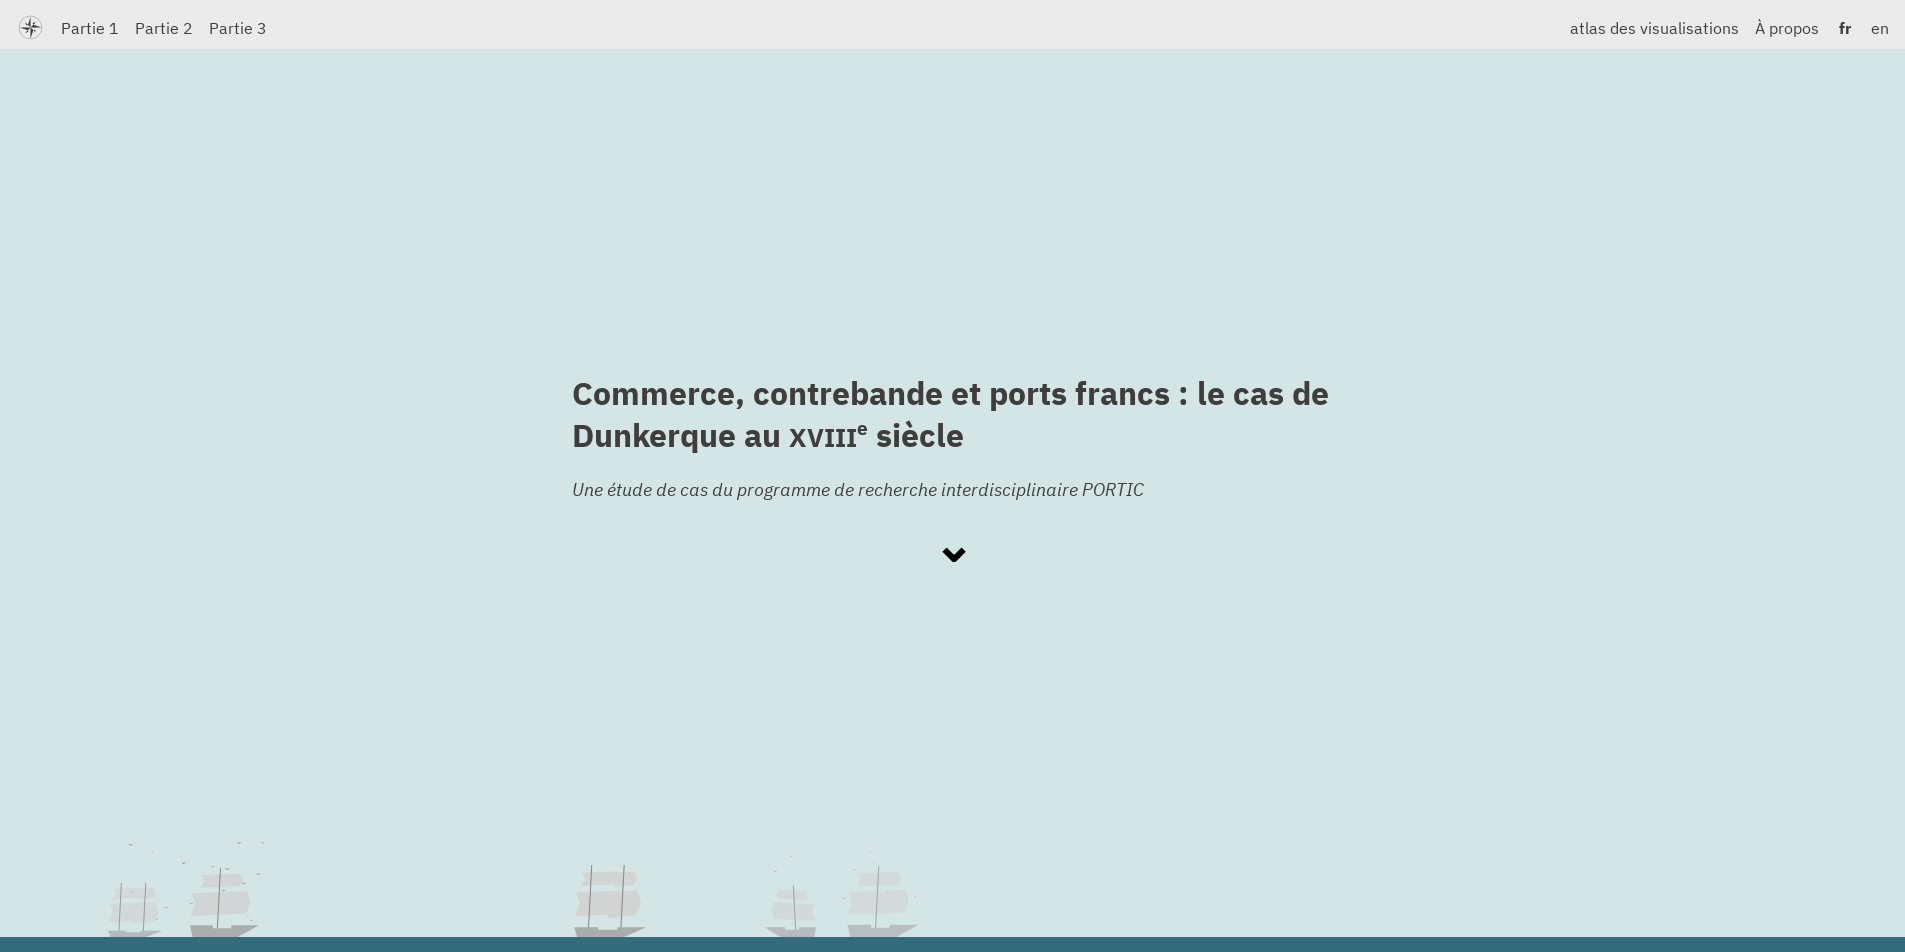 Partie 1 Partie 2 Partie 3 atlas des visualisations À propos fr en
Commerce, contrebande et ports francs : le cas de
Dunkerque au XVIIIe siècle
Une étude de cas du programme de recherche interdisciplinaire PORTIC